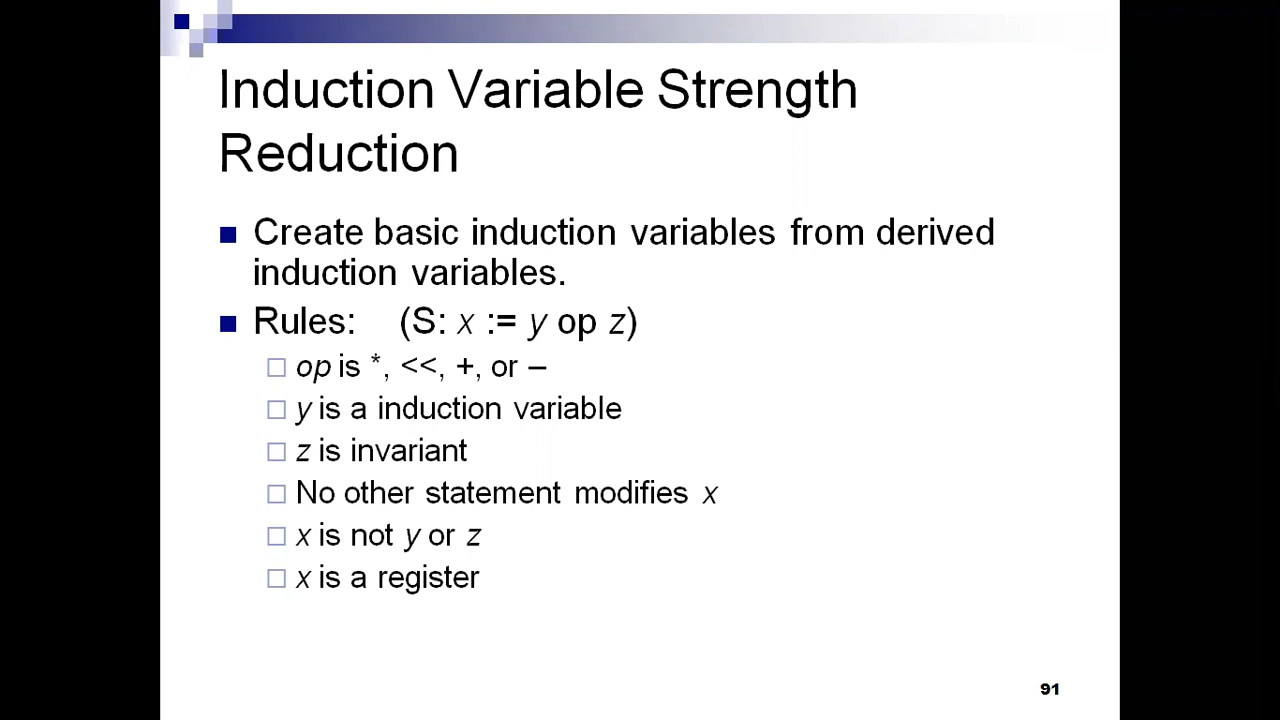 Induction Variable Strength
Reduction
Create basic induction variables from derived
induction variables.
Rules: (S: x := y op z)
op is *, <<, +, or –
y is a induction variable
z is invariant
No other statement modifies x
x is not y or z
x is a register
91